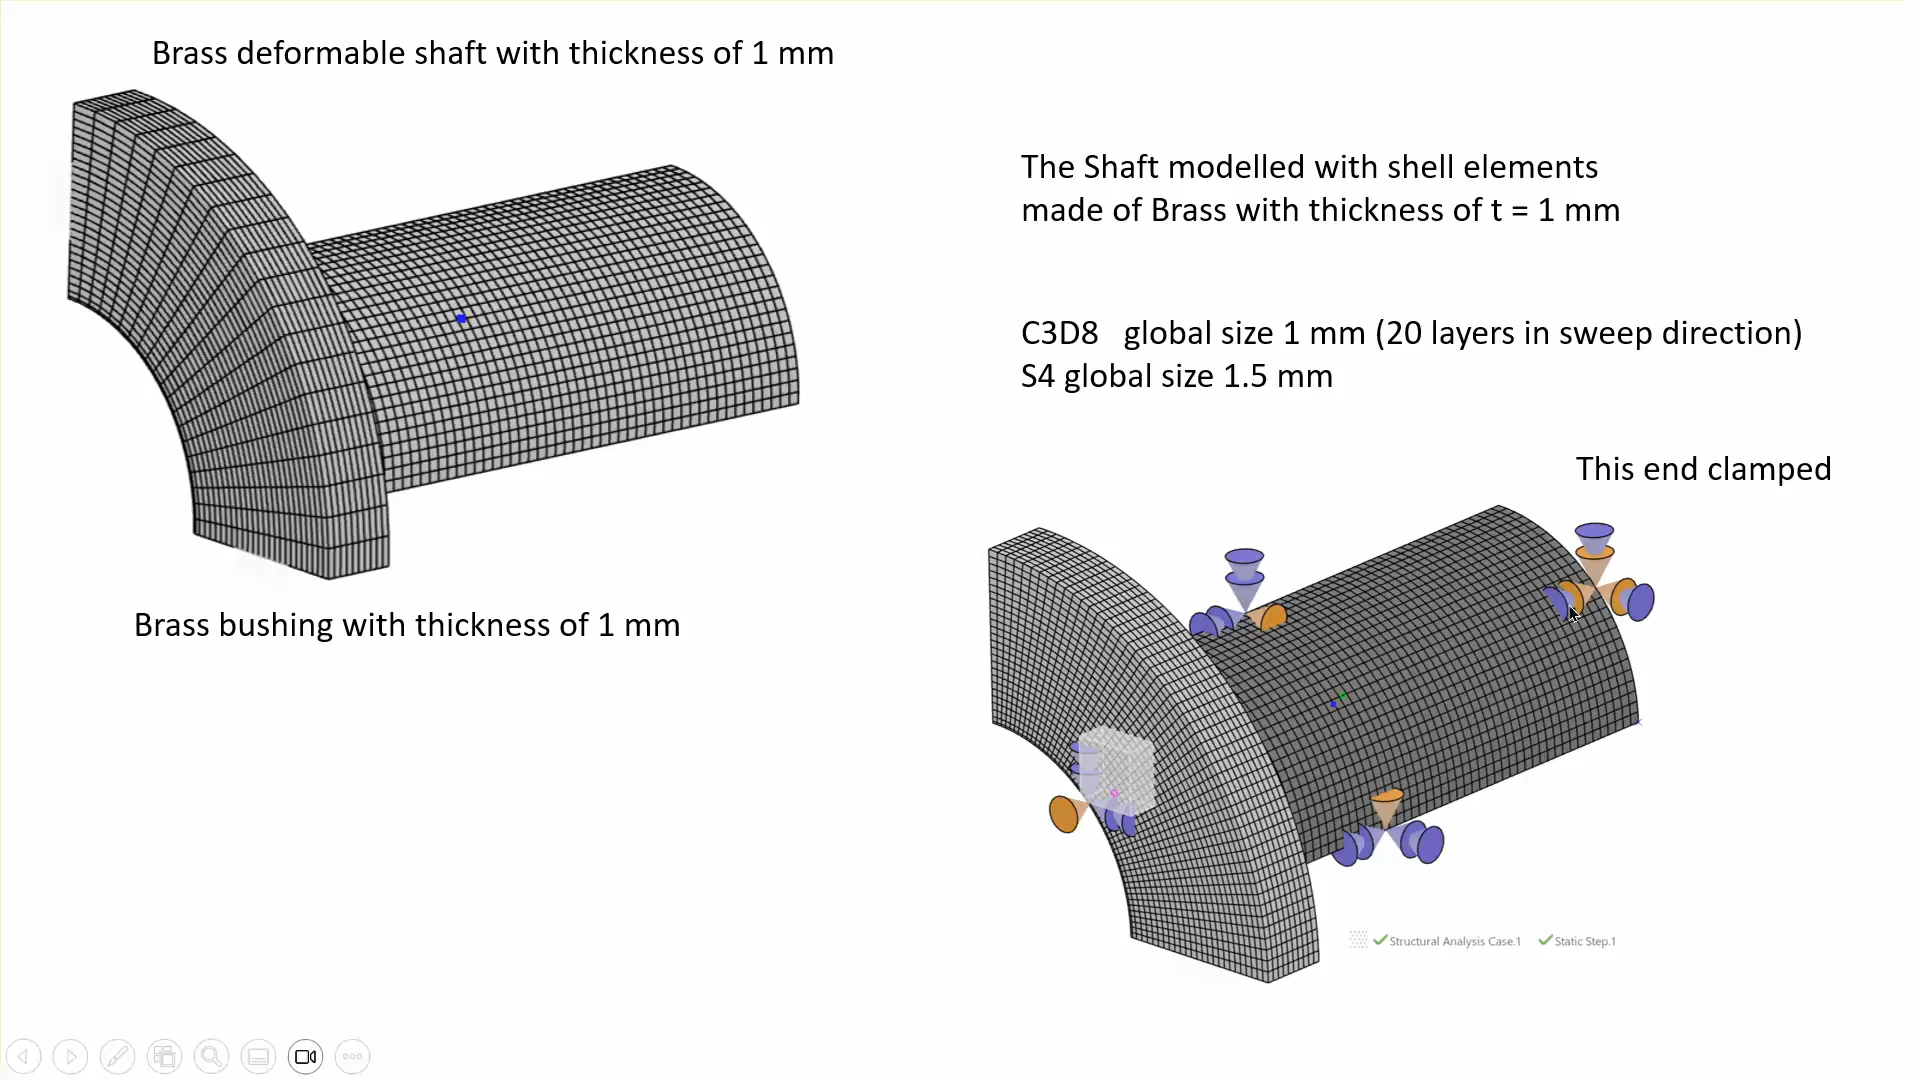 Brass deformable shaft with thickness of 1 mm
The Shaft modelled with shell elements
made of Brass with thickness of t = 1 mm
C3D8 global size 1 mm (20 layers in sweep direction)
S4 global size 1.5 mm
This end clamped
Brass bushing with thickness of 1 mm
Structural Analysis Case.1 Static Step.1